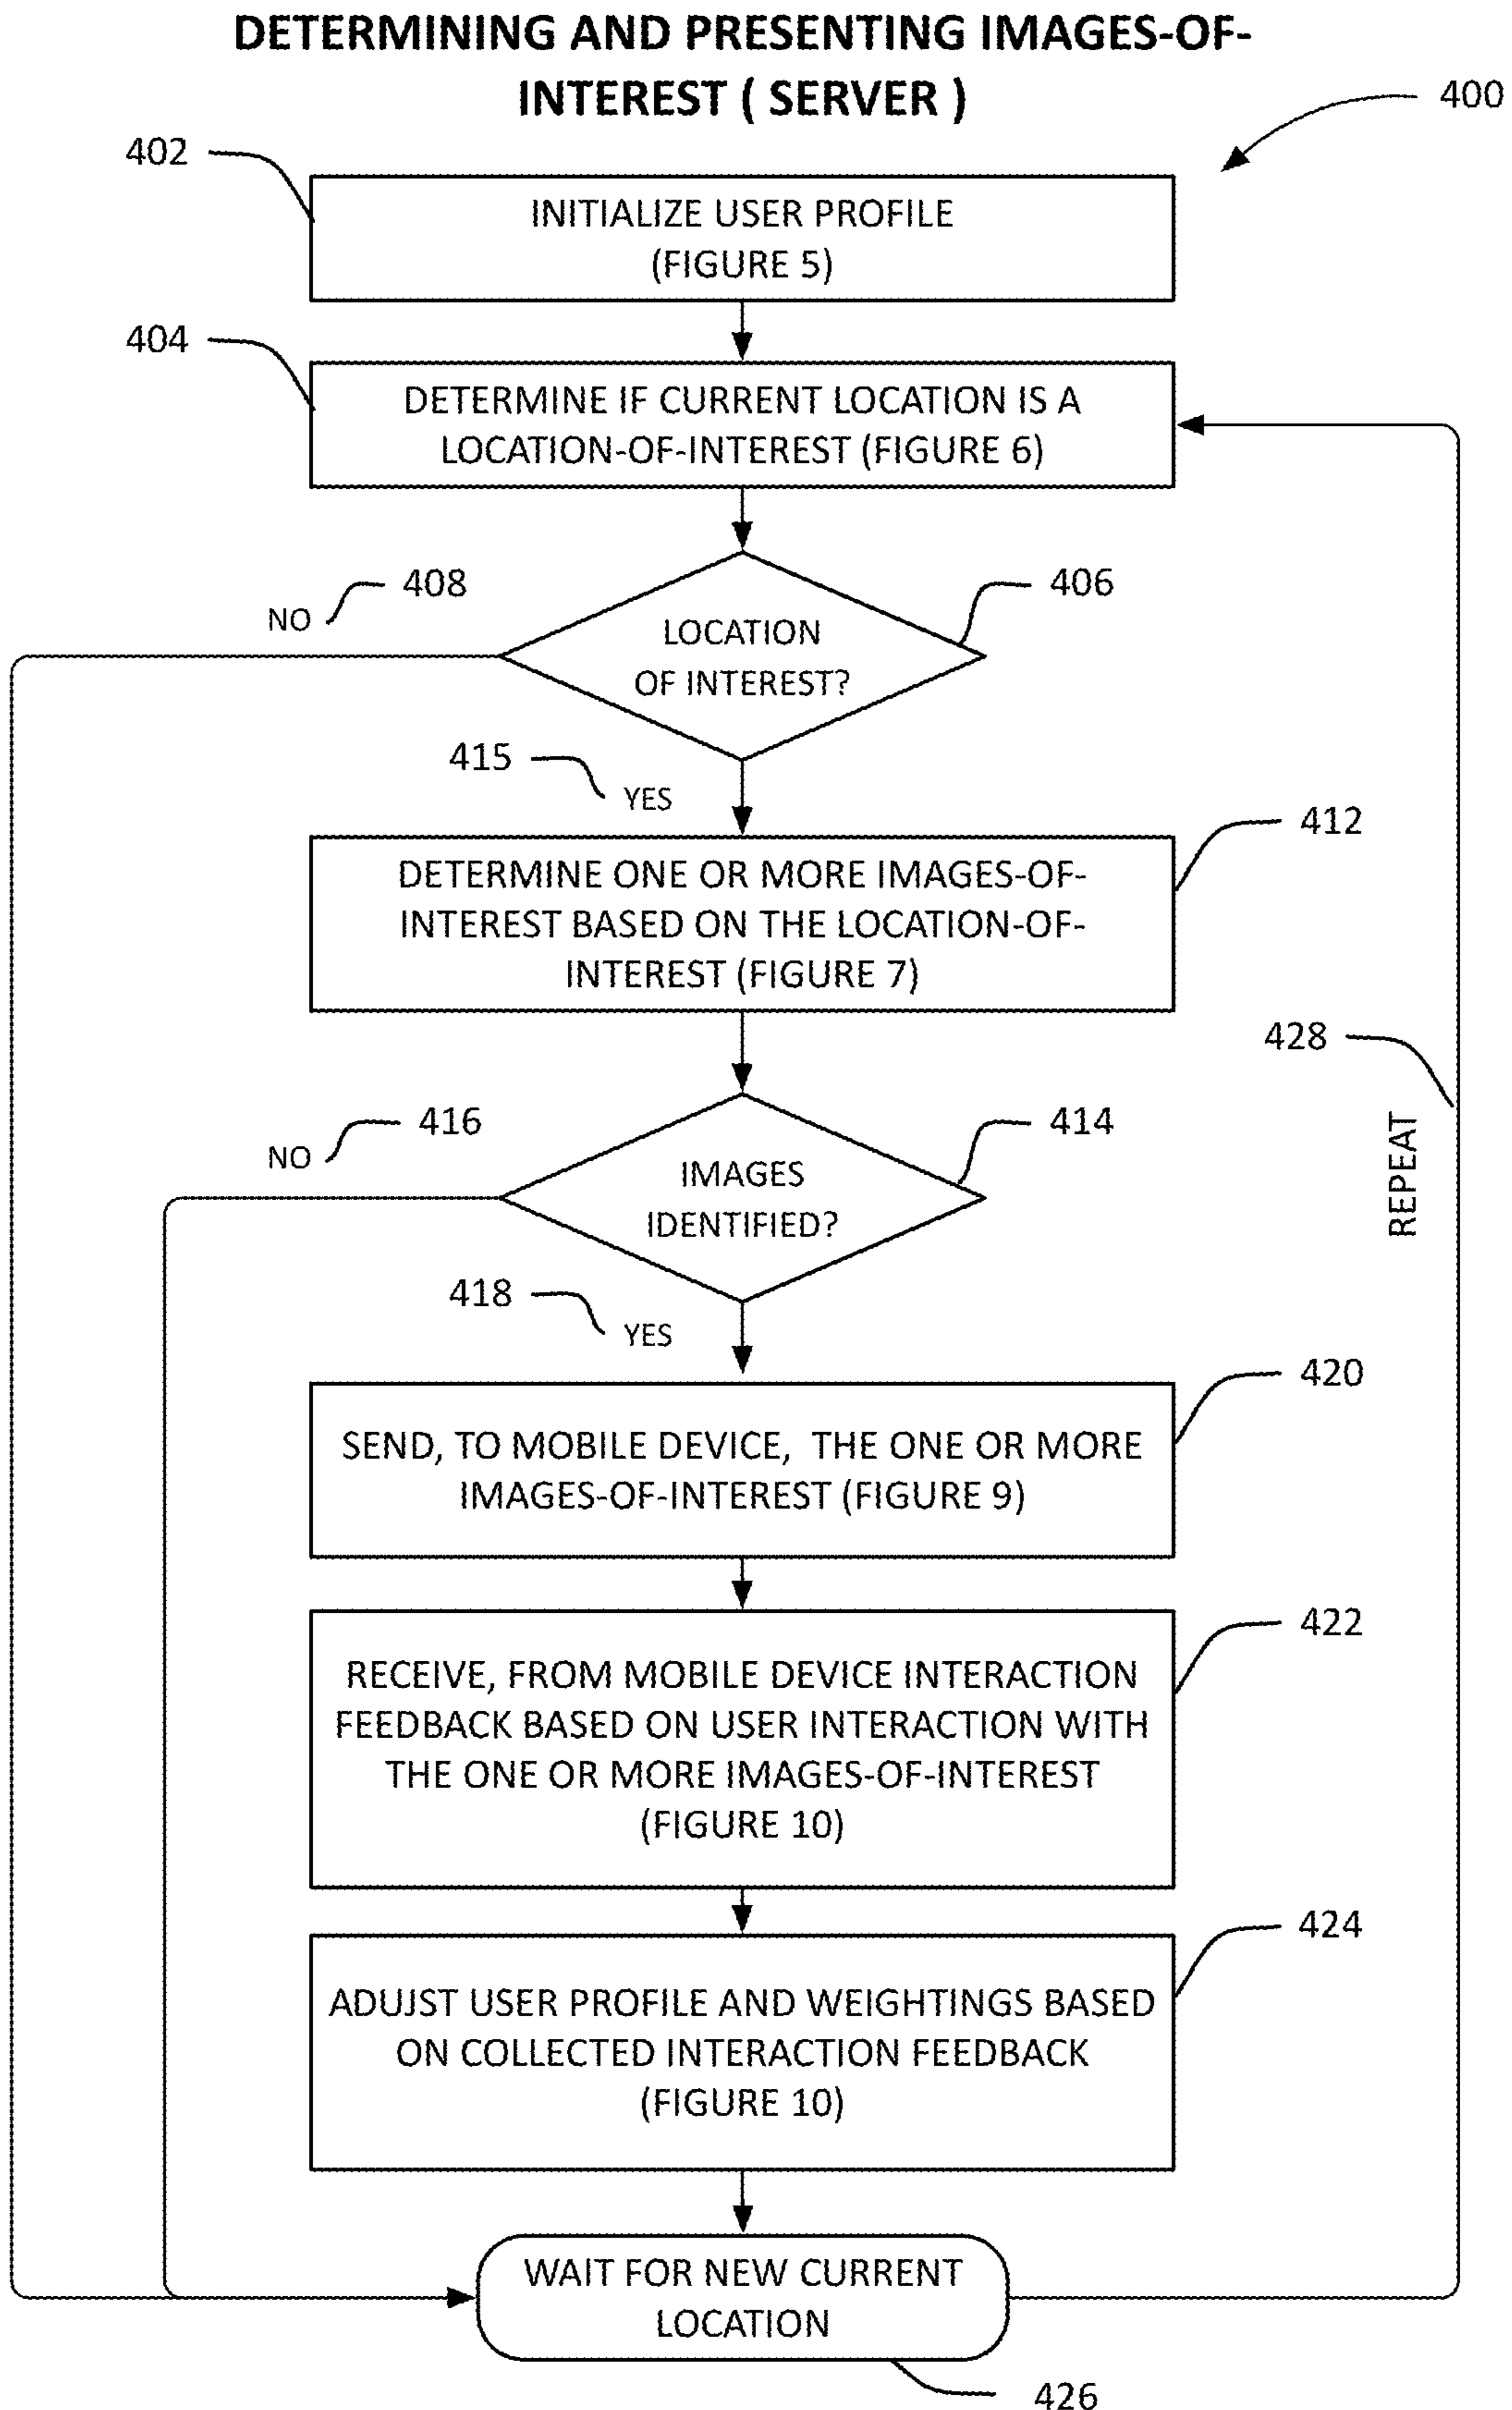 DETERMINING AND PRESENTING IMAGES-OF-
INTEREST ( SERVER )
400
402
INITIALIZE USER PROFILE
(FIGURE 5)
404
DETERMINE IF CURRENT LOCATION IS A
LOCATION-OF-INTEREST (FIGURE 6)
408
NO
406
LOCATION
OF INTEREST?
415
YES
412
DETERMINE ONE OR MORE IMAGES-OF-
INTEREST BASED ON THE LOCATION-OF-
INTEREST (FIGURE 7)
428
REPEAT
416
NO
414
IMAGES
IDENTIFIED?
418
YES
420
SEND, TO MOBILE DEVICE, THE ONE OR MORE
IMAGES-OF-INTEREST (FIGURE 9)
422
RECEIVE, FROM MOBILE DEVICE INTERACTION
FEEDBACK BASED ON USER INTERACTION WITH
THE ONE OR MORE IMAGES-OF-INTEREST
(FIGURE 10)
424
ADUJST USER PROFILE AND WEIGHTINGS BASED
ON COLLECTED INTERACTION FEEDBACK
(FIGURE 10)
WAIT FOR NEW CURRENT
LOCATION
426